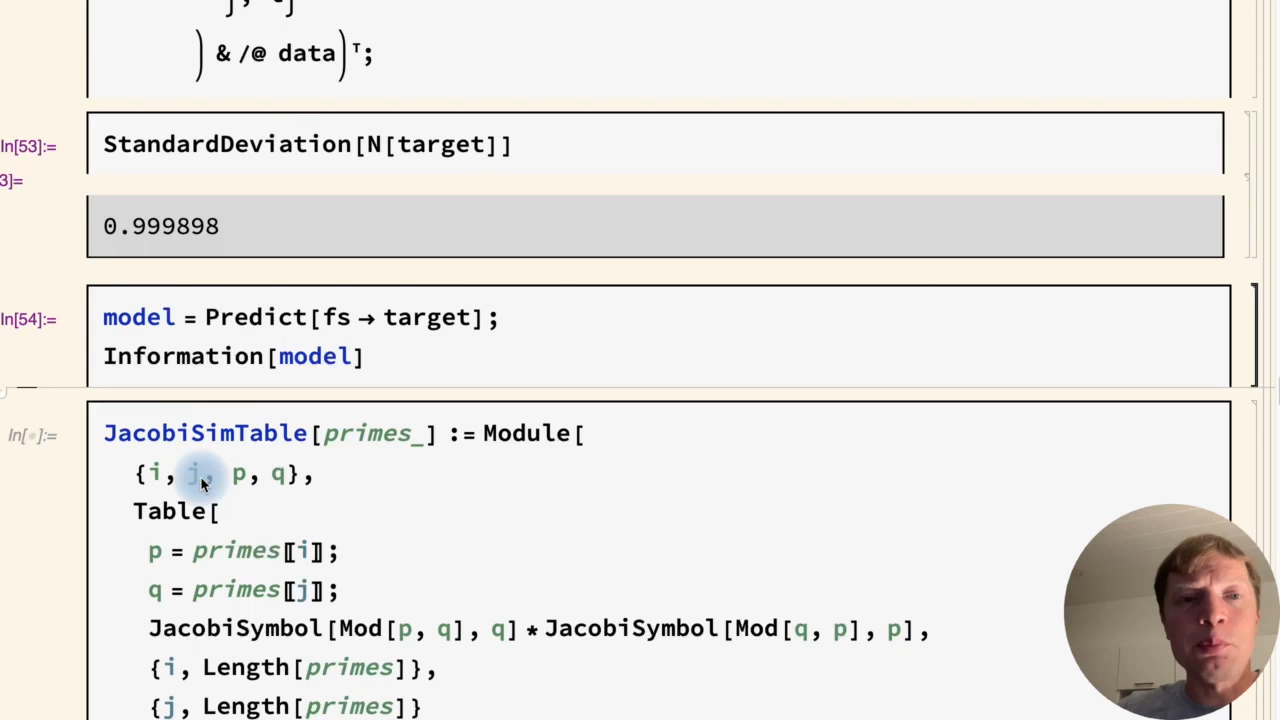 ) & /@ data)ᵀ;
In[53]:= StandardDeviation[N[target]]
3]=
0.999898
In[54]:= model = Predict[fs → target];
Information[model]
In[•]:= JacobiSimTable[primes_] := Module[
{i, j, p, q},
Table[
p = primes[[i]];
q = primes[[j]];
JacobiSymbol[Mod[p, q], q] * JacobiSymbol[Mod[q, p], p],
{i, Length[primes]},
{j, Length[primes]}